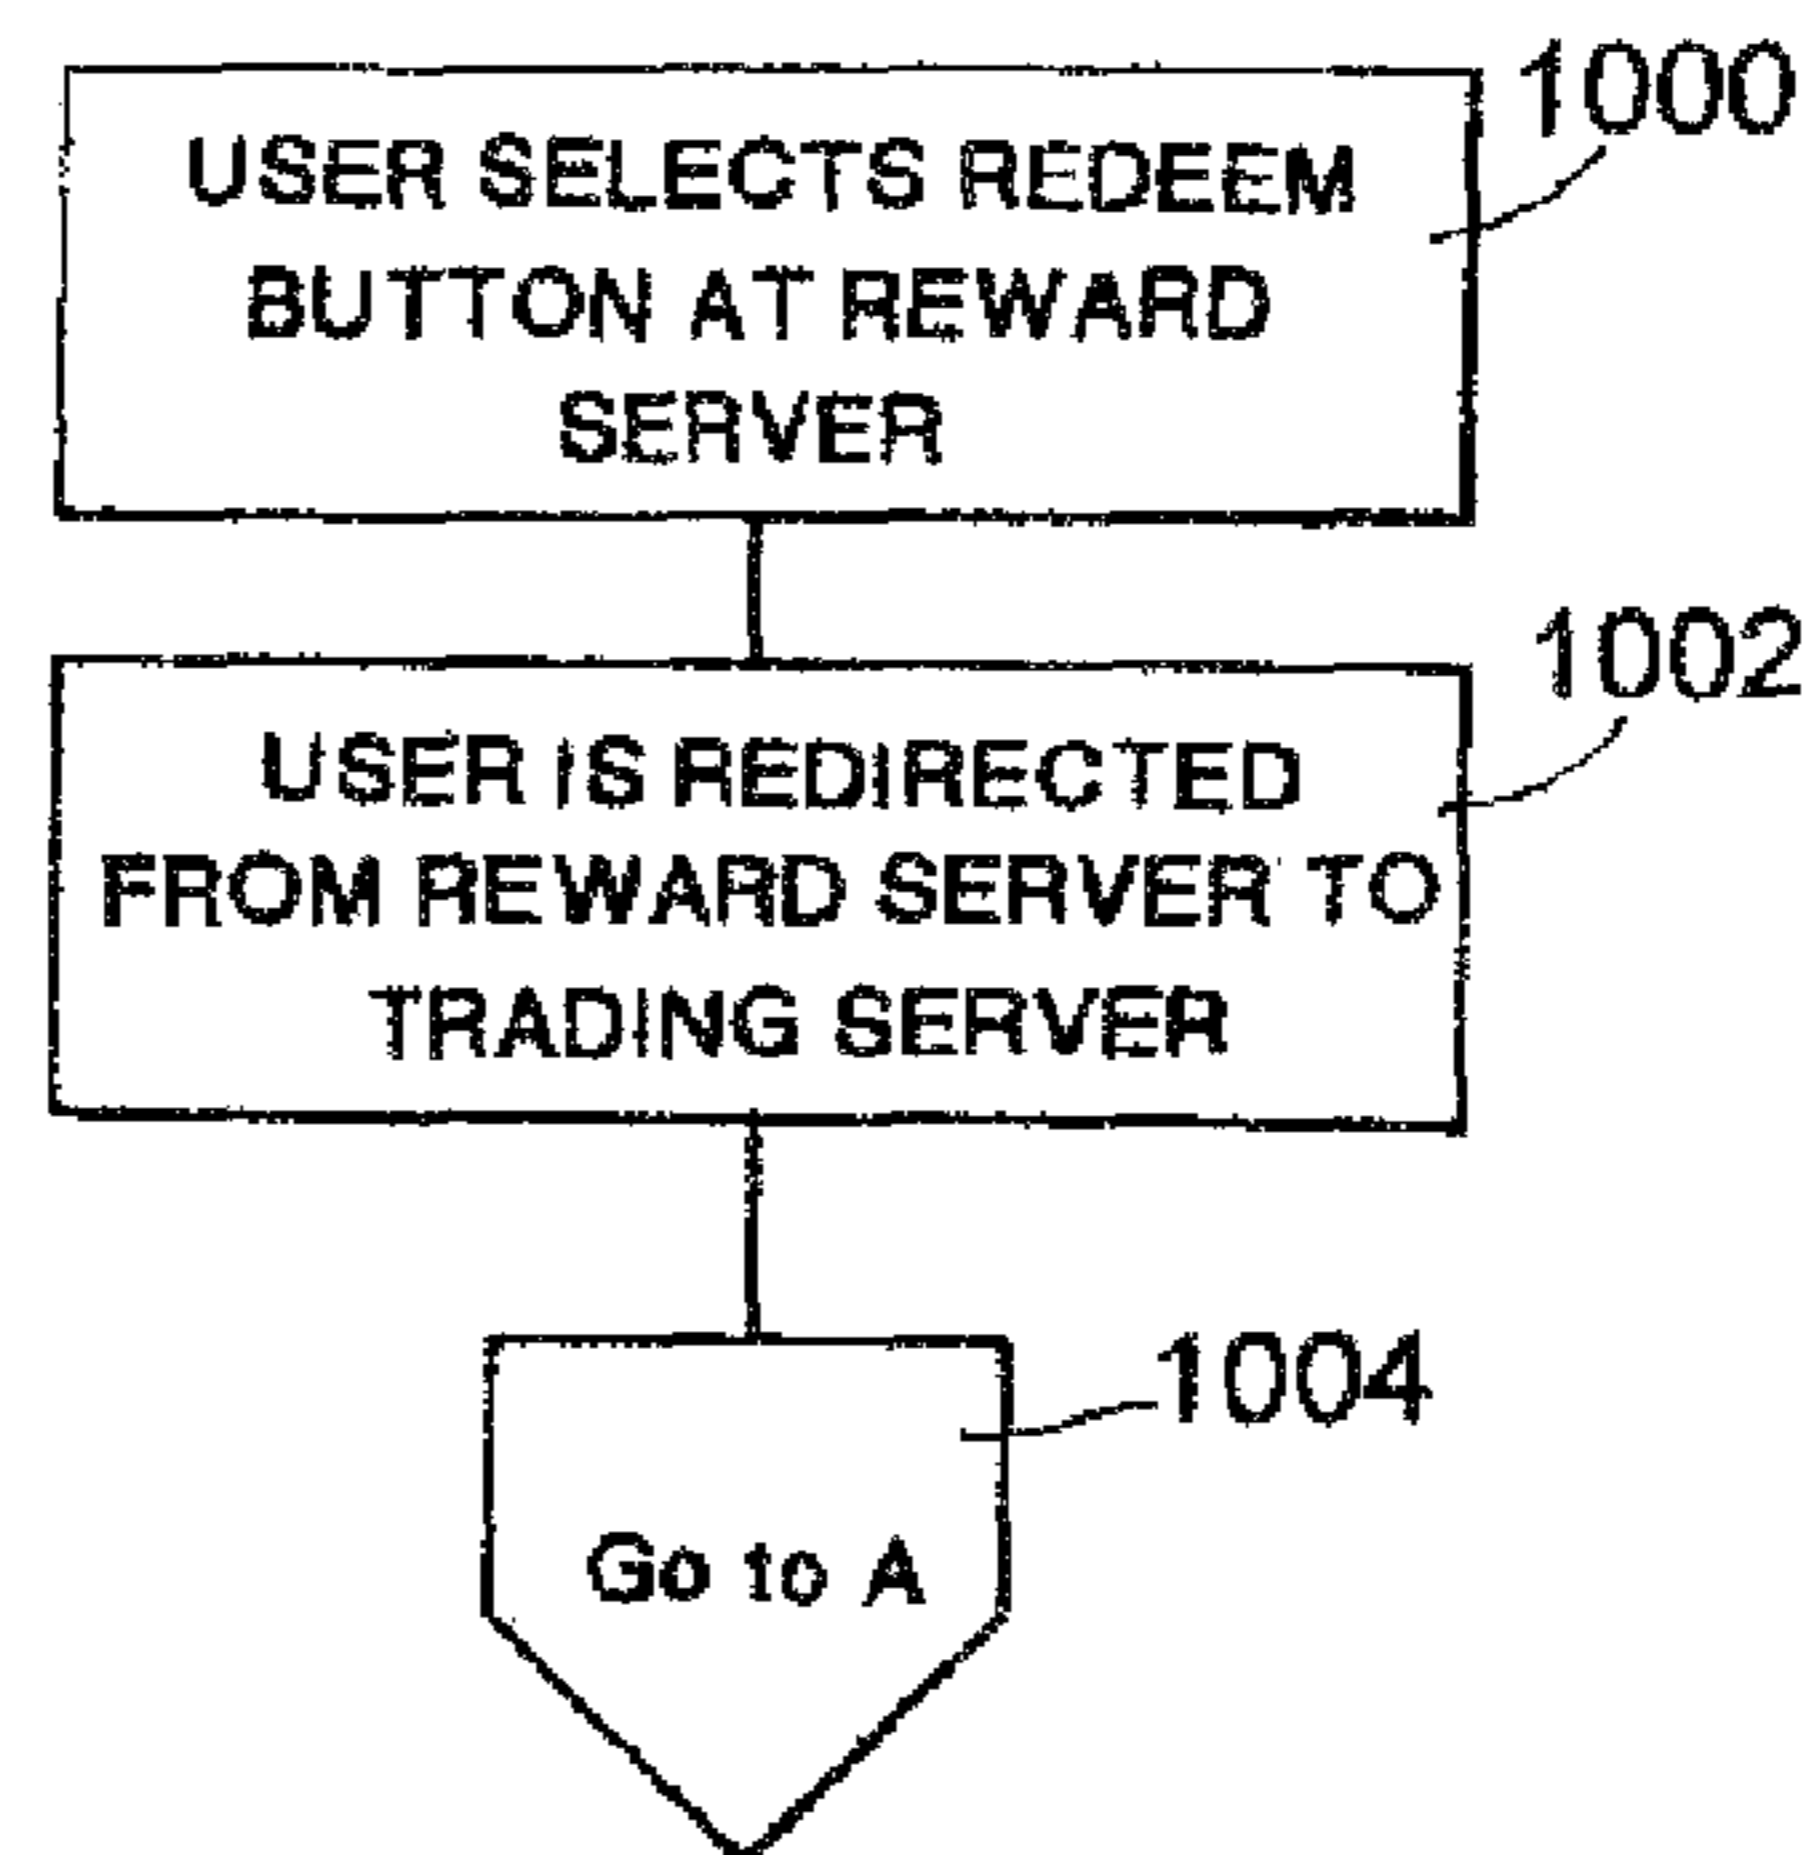 1000
USER SELECTS REDEEM
BUTTON AT REWARD
SERVER
1002
USER IS REDIRECTED
FROM REWARD SERVER TO
TRADING SERVER
1004
Go to A